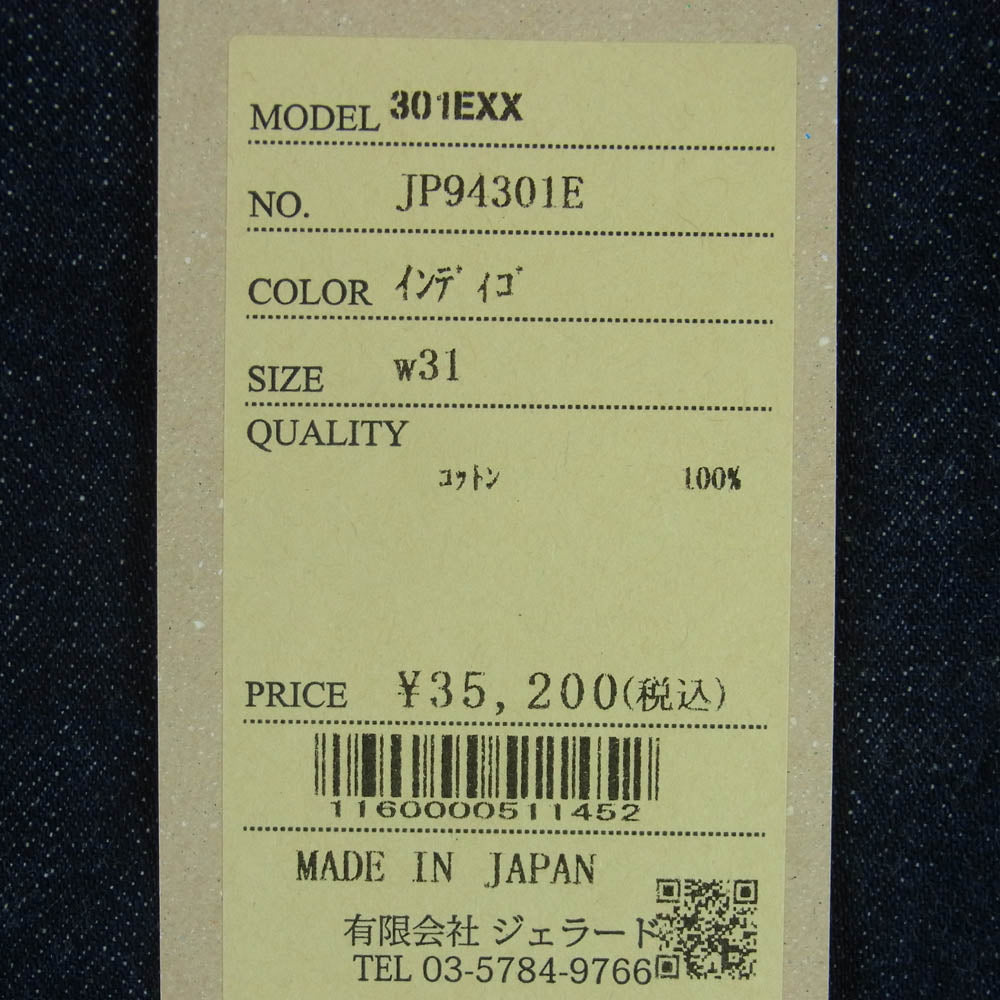 MODEL 301EXX
NO. JP94301E
COLOR ｲﾝﾃﾞｨｺﾞ
SIZE w31
QUALITY
ｺｯﾄﾝ 100%
PRICE ¥35,200(税込)
1160000511452
MADE IN JAPAN
有限会社 ジェラード
TEL 03-5784-9766